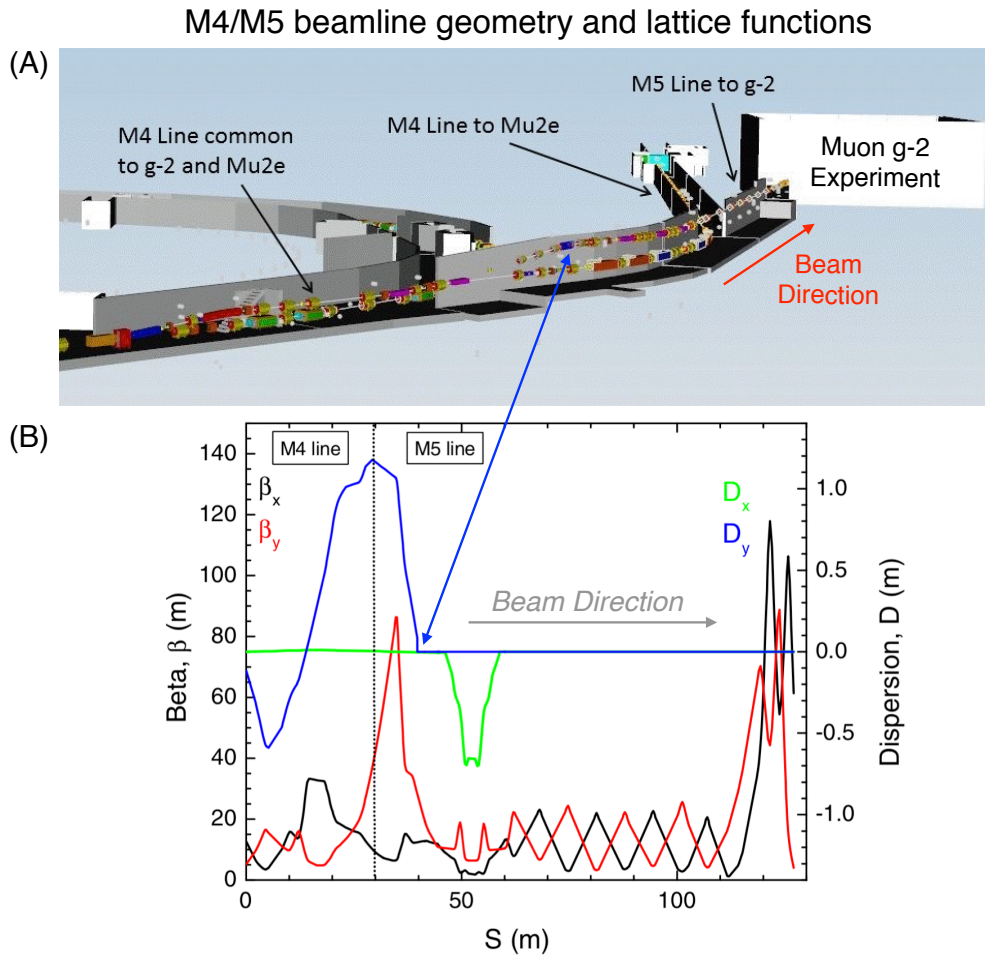 M4/M5 beamline geometry and lattice functions
(A)
M5 Line to g-2
M4 Line to Mu2e
M4 Line common
to g-2 and Mu2e
Muon g-2
Experiment
Beam
Direction
(B)
M4 line
M5 line
βx
βy
Dx
Dy
Beam Direction
Beta, β (m)
140
120
100
80
60
40
20
0
1.0
0.5
0.0
-0.5
-1.0
Dispersion, D (m)
0
50
100
S (m)